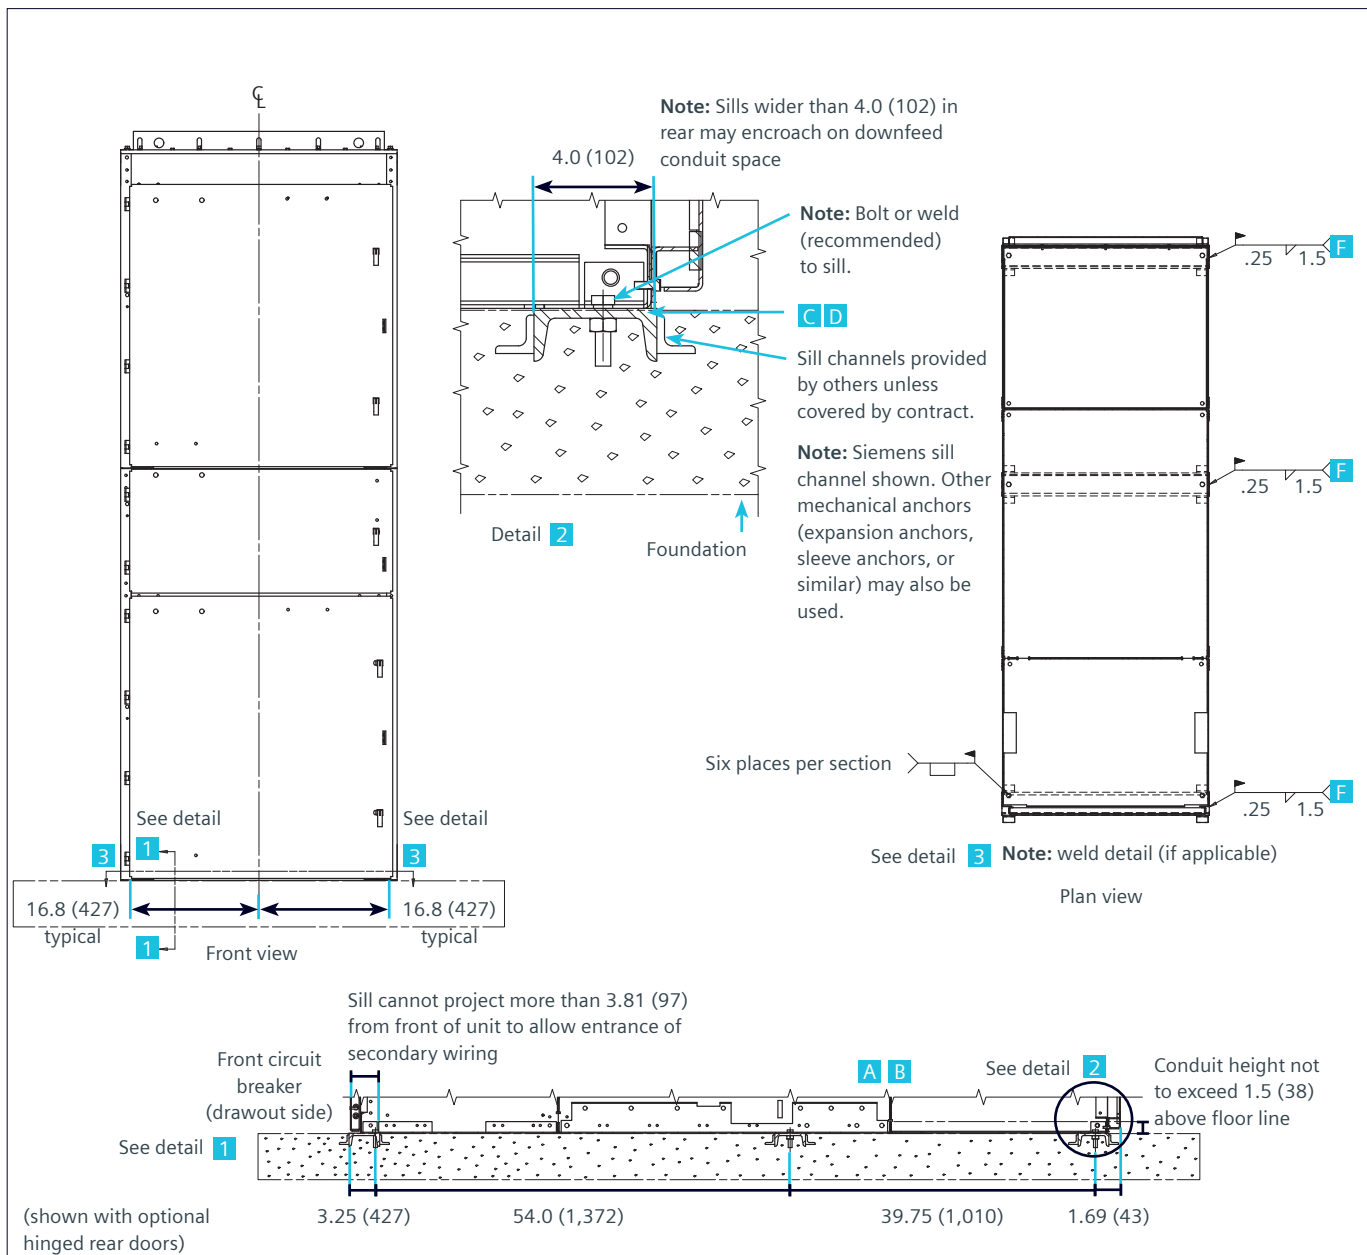 ℄
Note: Sills wider than 4.0 (102) in
rear may encroach on downfeed
conduit space
4.0 (102)
Note: Bolt or weld
(recommended)
to sill.
C D
Sill channels provided
by others unless
covered by contract.
Note: Siemens sill
channel shown. Other
mechanical anchors
(expansion anchors,
sleeve anchors, or
similar) may also be
used.
Detail 2
Foundation
.25 1.5 F
.25 1.5 F
Six places per section
.25 1.5 F
See detail 3 Note: weld detail (if applicable)
Plan view
See detail
1
See detail
3
3
16.8 (427)
typical
16.8 (427)
typical
1
Front view
Sill cannot project more than 3.81 (97)
from front of unit to allow entrance of
secondary wiring
Front circuit
breaker
(drawout side)
A B
See detail 2
Conduit height not
to exceed 1.5 (38)
above floor line
See detail 1
(shown with optional
hinged rear doors)
3.25 (427)
54.0 (1,372)
39.75 (1,010)
1.69 (43)